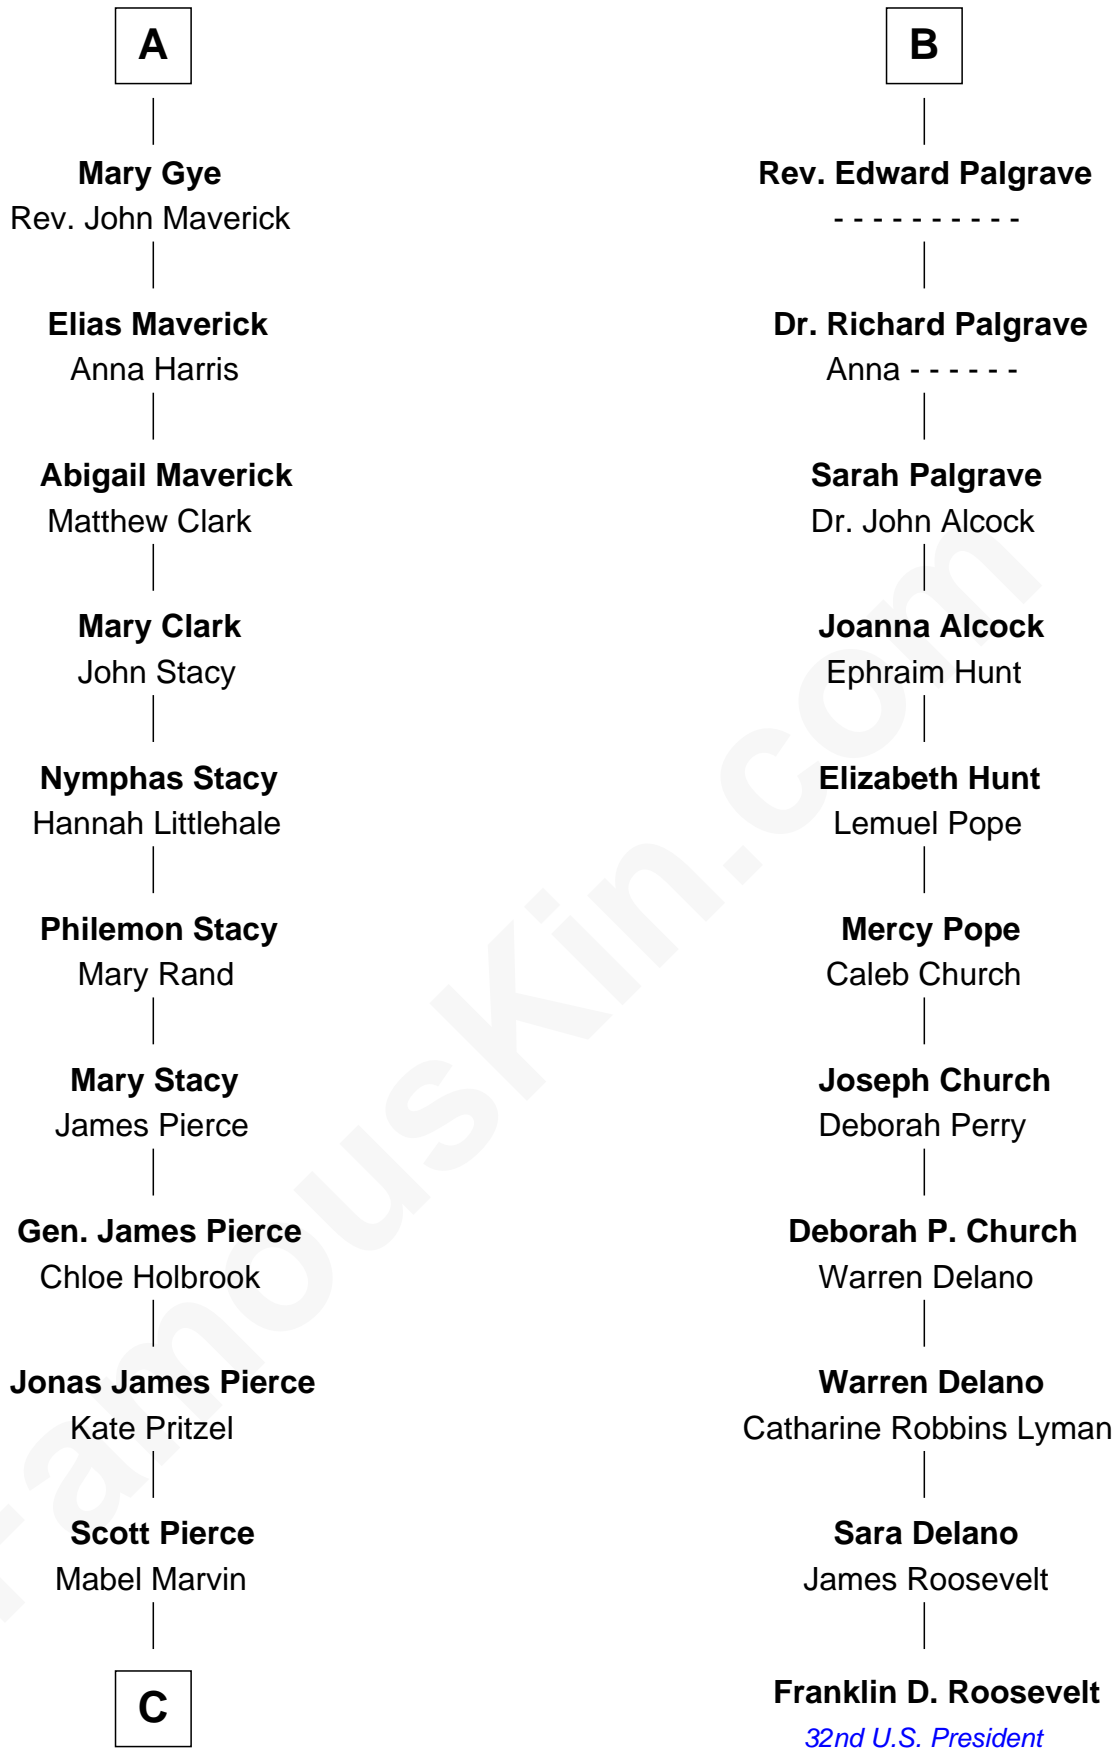 A
Mary Gye
Rev. John Maverick
Elias Maverick
Anna Harris
Abigail Maverick
Matthew Clark
Mary Clark
John Stacy
Nymphas Stacy
Hannah Littlehale
Philemon Stacy
Mary Rand
Mary Stacy
James Pierce
Gen. James Pierce
Chloe Holbrook
Jonas James Pierce
Kate Pritzel
Scott Pierce
Mabel Marvin
C
B
Rev. Edward Palgrave
- - - - - - - - - -
Dr. Richard Palgrave
Anna - - - - - -
Sarah Palgrave
Dr. John Alcock
Joanna Alcock
Ephraim Hunt
Elizabeth Hunt
Lemuel Pope
Mercy Pope
Caleb Church
Joseph Church
Deborah Perry
Deborah P. Church
Warren Delano
Warren Delano
Catharine Robbins Lyman
Sara Delano
James Roosevelt
Franklin D. Roosevelt
32nd U.S. President
FamousKin.com